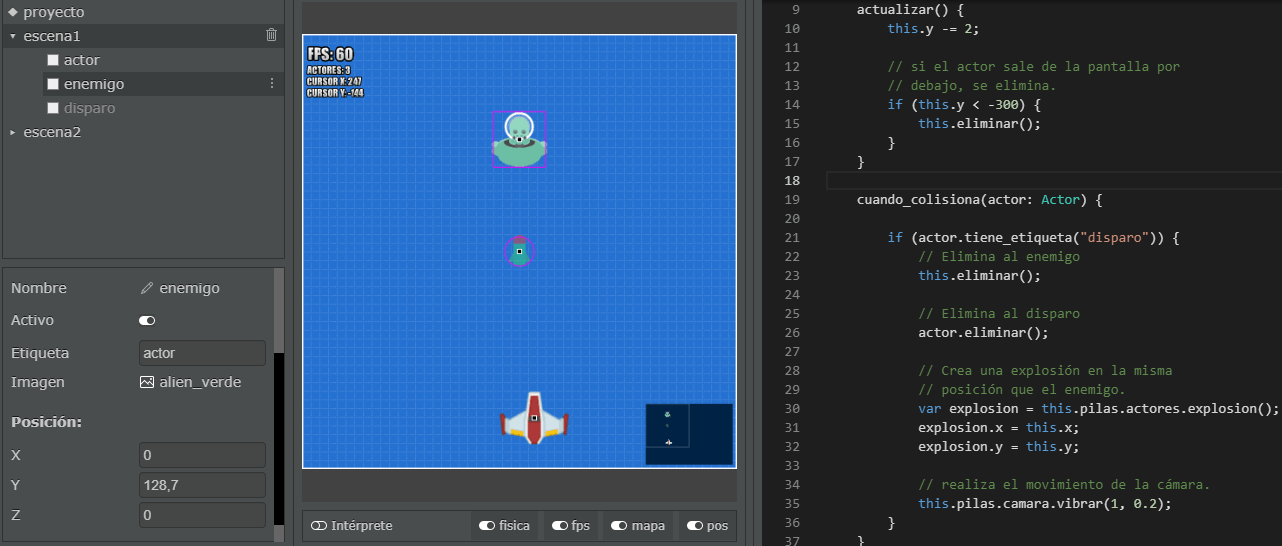 proyecto
escena1
actor
enemigo
disparo
escena2
Nombre enemigo
Activo
Etiqueta actor
Imagen alien_verde
Posición:
X 0
Y 128,7
Z 0
FPS: 60
ACTORES: 3
CURSOR X: 247
CURSOR Y: -144
Intérprete física fps mapa pos
9 actualizar() {
10 this.y -= 2;
11
12 // si el actor sale de la pantalla por
13 // debajo, se elimina.
14 if (this.y < -300) {
15 this.eliminar();
16 }
17 }
18
19 cuando_colisiona(actor: Actor) {
20
21 if (actor.tiene_etiqueta("disparo")) {
22 // Elimina al enemigo
23 this.eliminar();
24
25 // Elimina al disparo
26 actor.eliminar();
27
28 // Crea una explosión en la misma
29 // posición que el enemigo.
30 var explosion = this.pilas.actores.explosion();
31 explosion.x = this.x;
32 explosion.y = this.y;
33
34 // realiza el movimiento de la cámara.
35 this.pilas.camara.vibrar(1, 0.2);
36 }
37 }